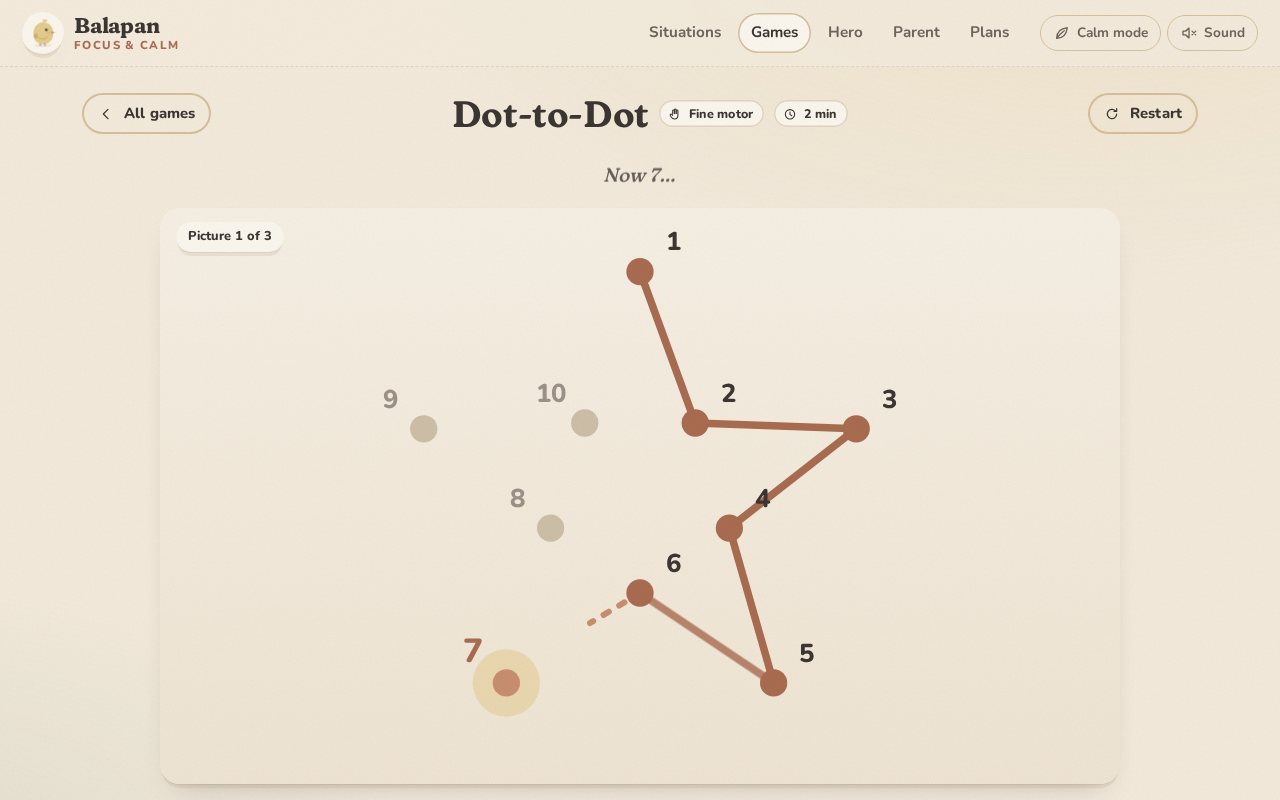 Balapan
FOCUS & CALM
Situations
Games
Hero
Parent
Plans
Calm mode
Sound
All games
Dot-to-Dot
Fine motor
2 min
Restart
Now 7...
Picture 1 of 3
1
2
3
9
10
4
8
6
7
5